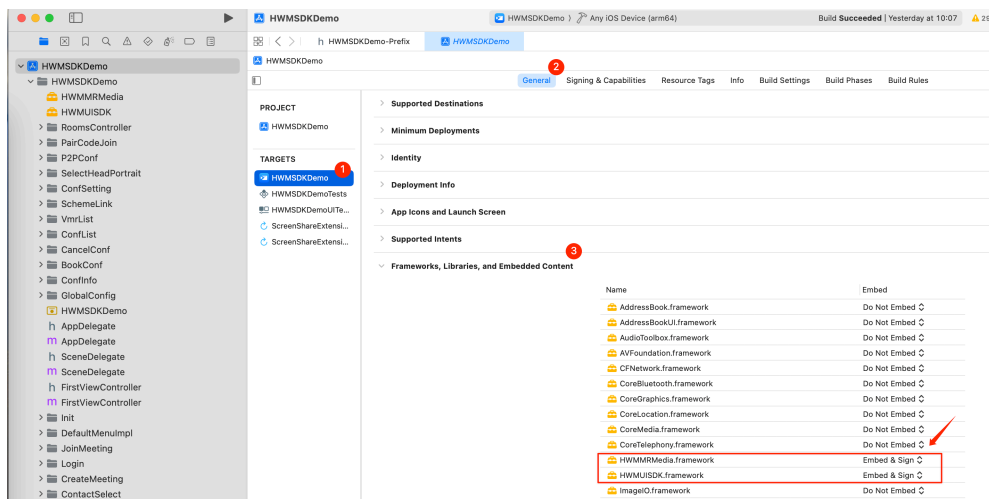 HWMSDKDemo
HWMSDKDemo 〉 Any iOS Device (arm64)
Build Succeeded | Yesterday at 10:07
29
HWMSDKDemo-Prefix
HWMSDKDemo
HWMSDKDemo
2
General
Signing & Capabilities
Resource Tags
Info
Build Settings
Build Phases
Build Rules
HWMSDKDemo
HWMSDKDemo
HWMMRMedia
HWMUISDK
RoomsController
PairCodeJoin
P2PConf
SelectHeadPortrait
ConfSetting
SchemeLink
VmrList
ConfList
CancelConf
BookConf
ConfInfo
GlobalConfig
HWMSDKDemo
h AppDelegate
m AppDelegate
h SceneDelegate
m SceneDelegate
h FirstViewController
m FirstViewController
Init
DefaultMenuImpl
JoinMeeting
Login
CreateMeeting
ContactSelect
PROJECT
HWMSDKDemo
TARGETS
1
HWMSDKDemo
HWMSDKDemoTests
HWMSDKDemoUITe...
ScreenShareExtensi...
ScreenShareExtensi...
Supported Destinations
Minimum Deployments
Identity
Deployment Info
App Icons and Launch Screen
Supported Intents
3
Frameworks, Libraries, and Embedded Content
Name Embed
AddressBook.framework Do Not Embed
AddressBookUI.framework Do Not Embed
AudioToolbox.framework Do Not Embed
AVFoundation.framework Do Not Embed
CFNetwork.framework Do Not Embed
CoreBluetooth.framework Do Not Embed
CoreGraphics.framework Do Not Embed
CoreLocation.framework Do Not Embed
CoreMedia.framework Do Not Embed
CoreTelephony.framework Do Not Embed
HWMMRMedia.framework Embed & Sign
HWMUISDK.framework Embed & Sign
ImageIO.framework Do Not Embed